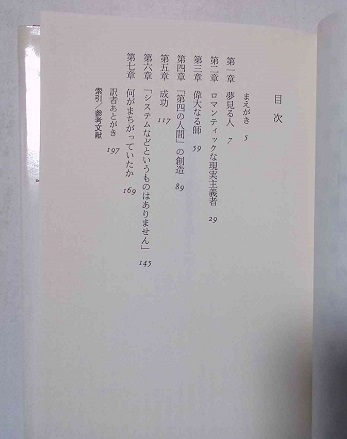 目次
まえがき 5
第一章 夢見る人 7
第二章 ロマンティックな現実主義者 29
第三章 偉大なる師 59
第四章 「第四の人間」の創造 89
第五章 成功 117
第六章 「システムなどというものはありません」 145
第七章 何がまちがっていたか 169
訳者あとがき 197
索引／参考文献